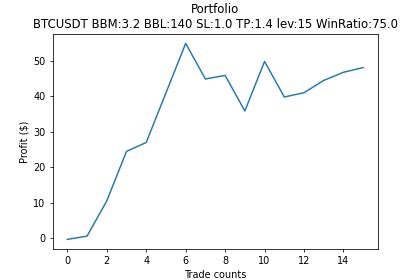 Portfolio
BTCUSDT BBM:3.2 BBL:140 SL:1.0 TP:1.4 lev:15 WinRatio:75.0
50
40
30
20
10
0
Profit ($)
0 2 4 6 8 10 12 14
Trade counts